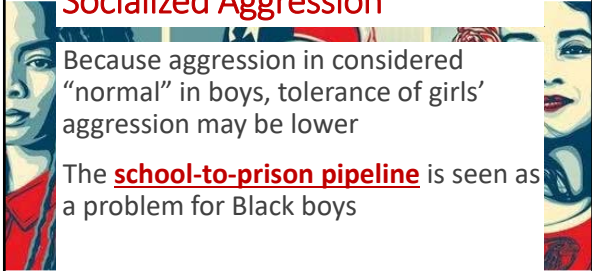 Socialized Aggression
Because aggression in considered
“normal” in boys, tolerance of girls’
aggression may be lower
The school-to-prison pipeline is seen as
a problem for Black boys